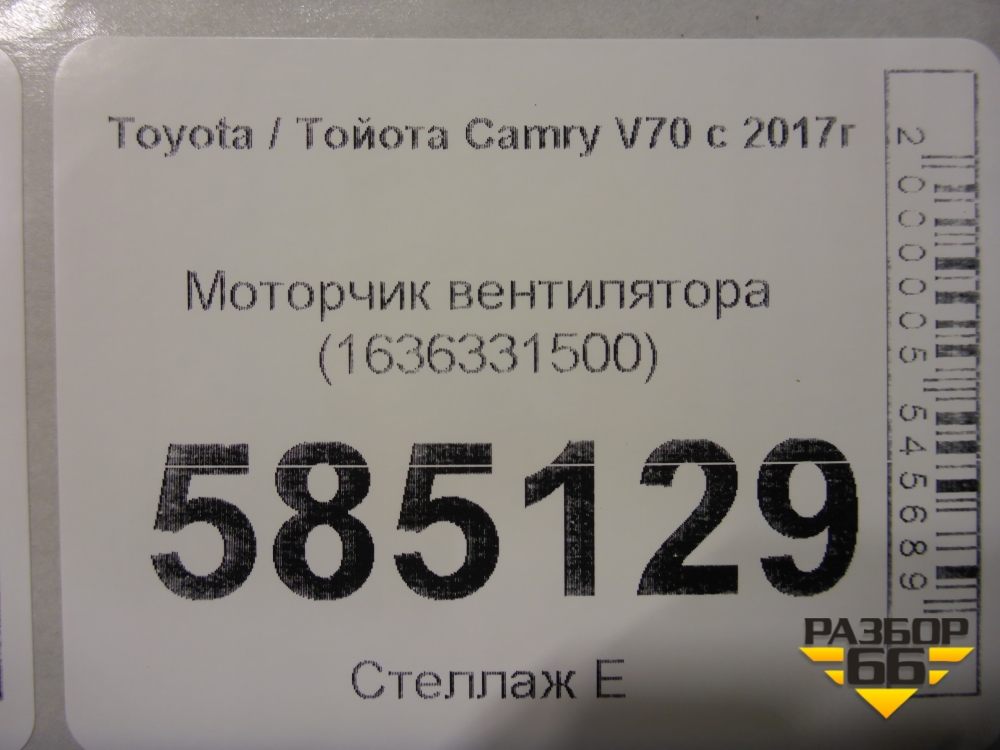 Toyota / Тойота Camry V70 с 2017г
Моторчик вентилятора
(1636331500)
585129
Стеллаж Е
2000005545689
РАЗБОР
66